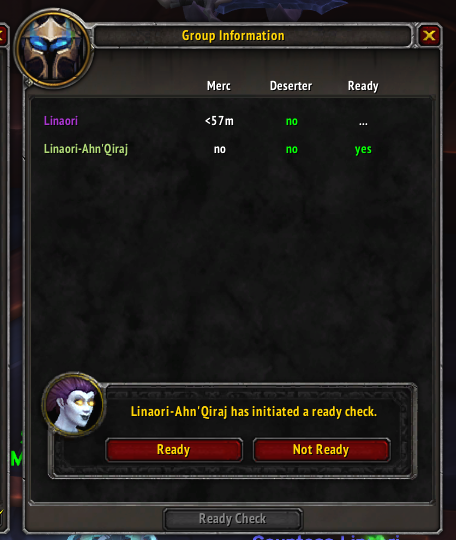 Group Information
Merc Deserter Ready
Linaori <57m no ...
Linaori-Ahn'Qiraj no no yes
Linaori-Ahn'Qiraj has initiated a ready check.
Ready Not Ready
M
Ready Check